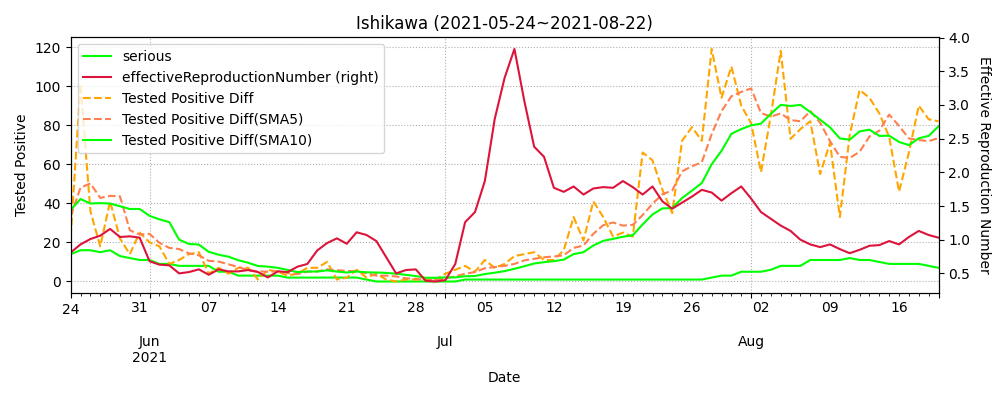 Ishikawa (2021-05-24~2021-08-22)
serious
effectiveReproductionNumber (right)
Tested Positive Diff
Tested Positive Diff(SMA5)
Tested Positive Diff(SMA10)
Tested Positive
120
100
80
60
40
20
0
4.0
3.5
3.0
2.5
2.0
1.5
1.0
0.5
Effective Reproduction Number
24 31 07 14 21 28 05 12 19 26 02 09 16
Jun Jul Aug
2021
Date